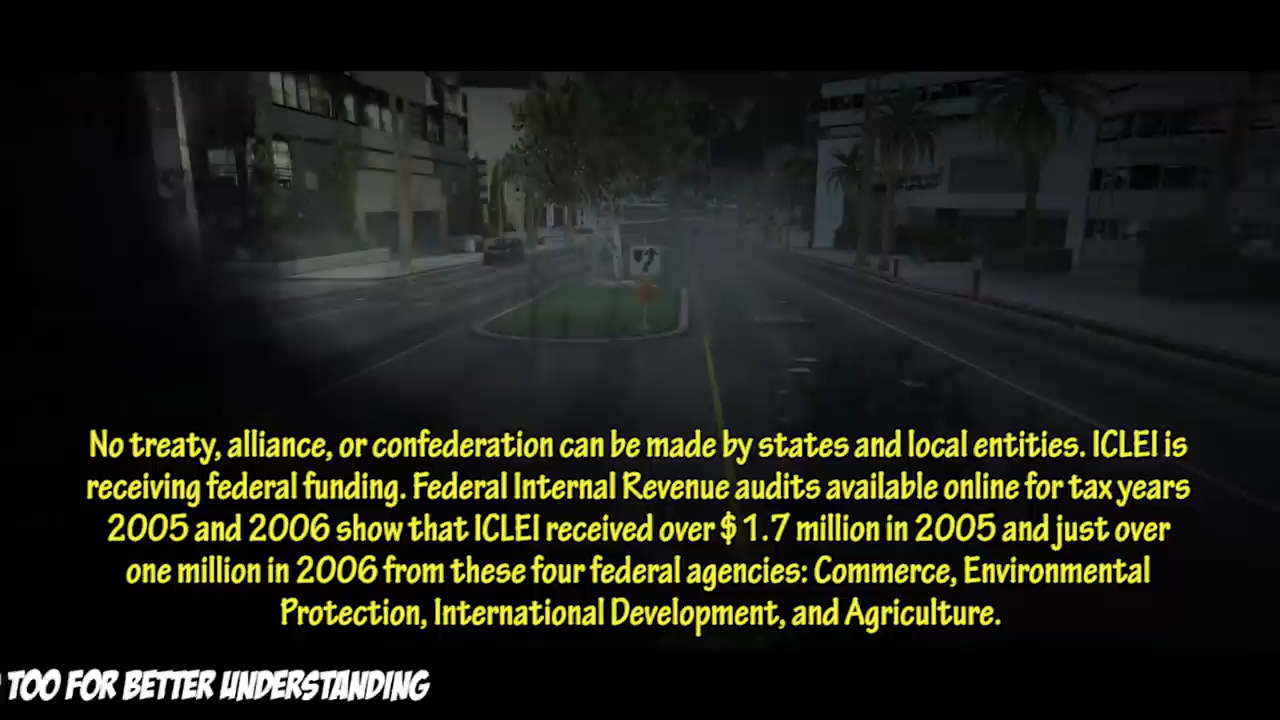 No treaty, alliance, or confederation can be made by states and local entities. ICLEI is
receiving federal funding. Federal Internal Revenue audits available online for tax years
2005 and 2006 show that ICLEI received over $ 1.7 million in 2005 and just over
one million in 2006 from these four federal agencies: Commerce, Environmental
Protection, International Development, and Agriculture.
TOO FOR BETTER UNDERSTANDING